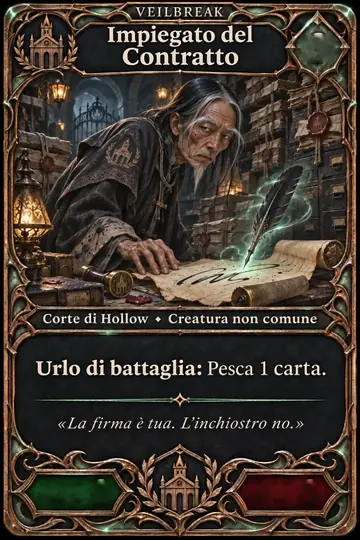 VEILBREAK
Impiegato del
Contratto
Corte di Hollow ◆ Creatura non comune
Urlo di battaglia: Pesca 1 carta.
«La firma è tua. L'inchiostro no.»